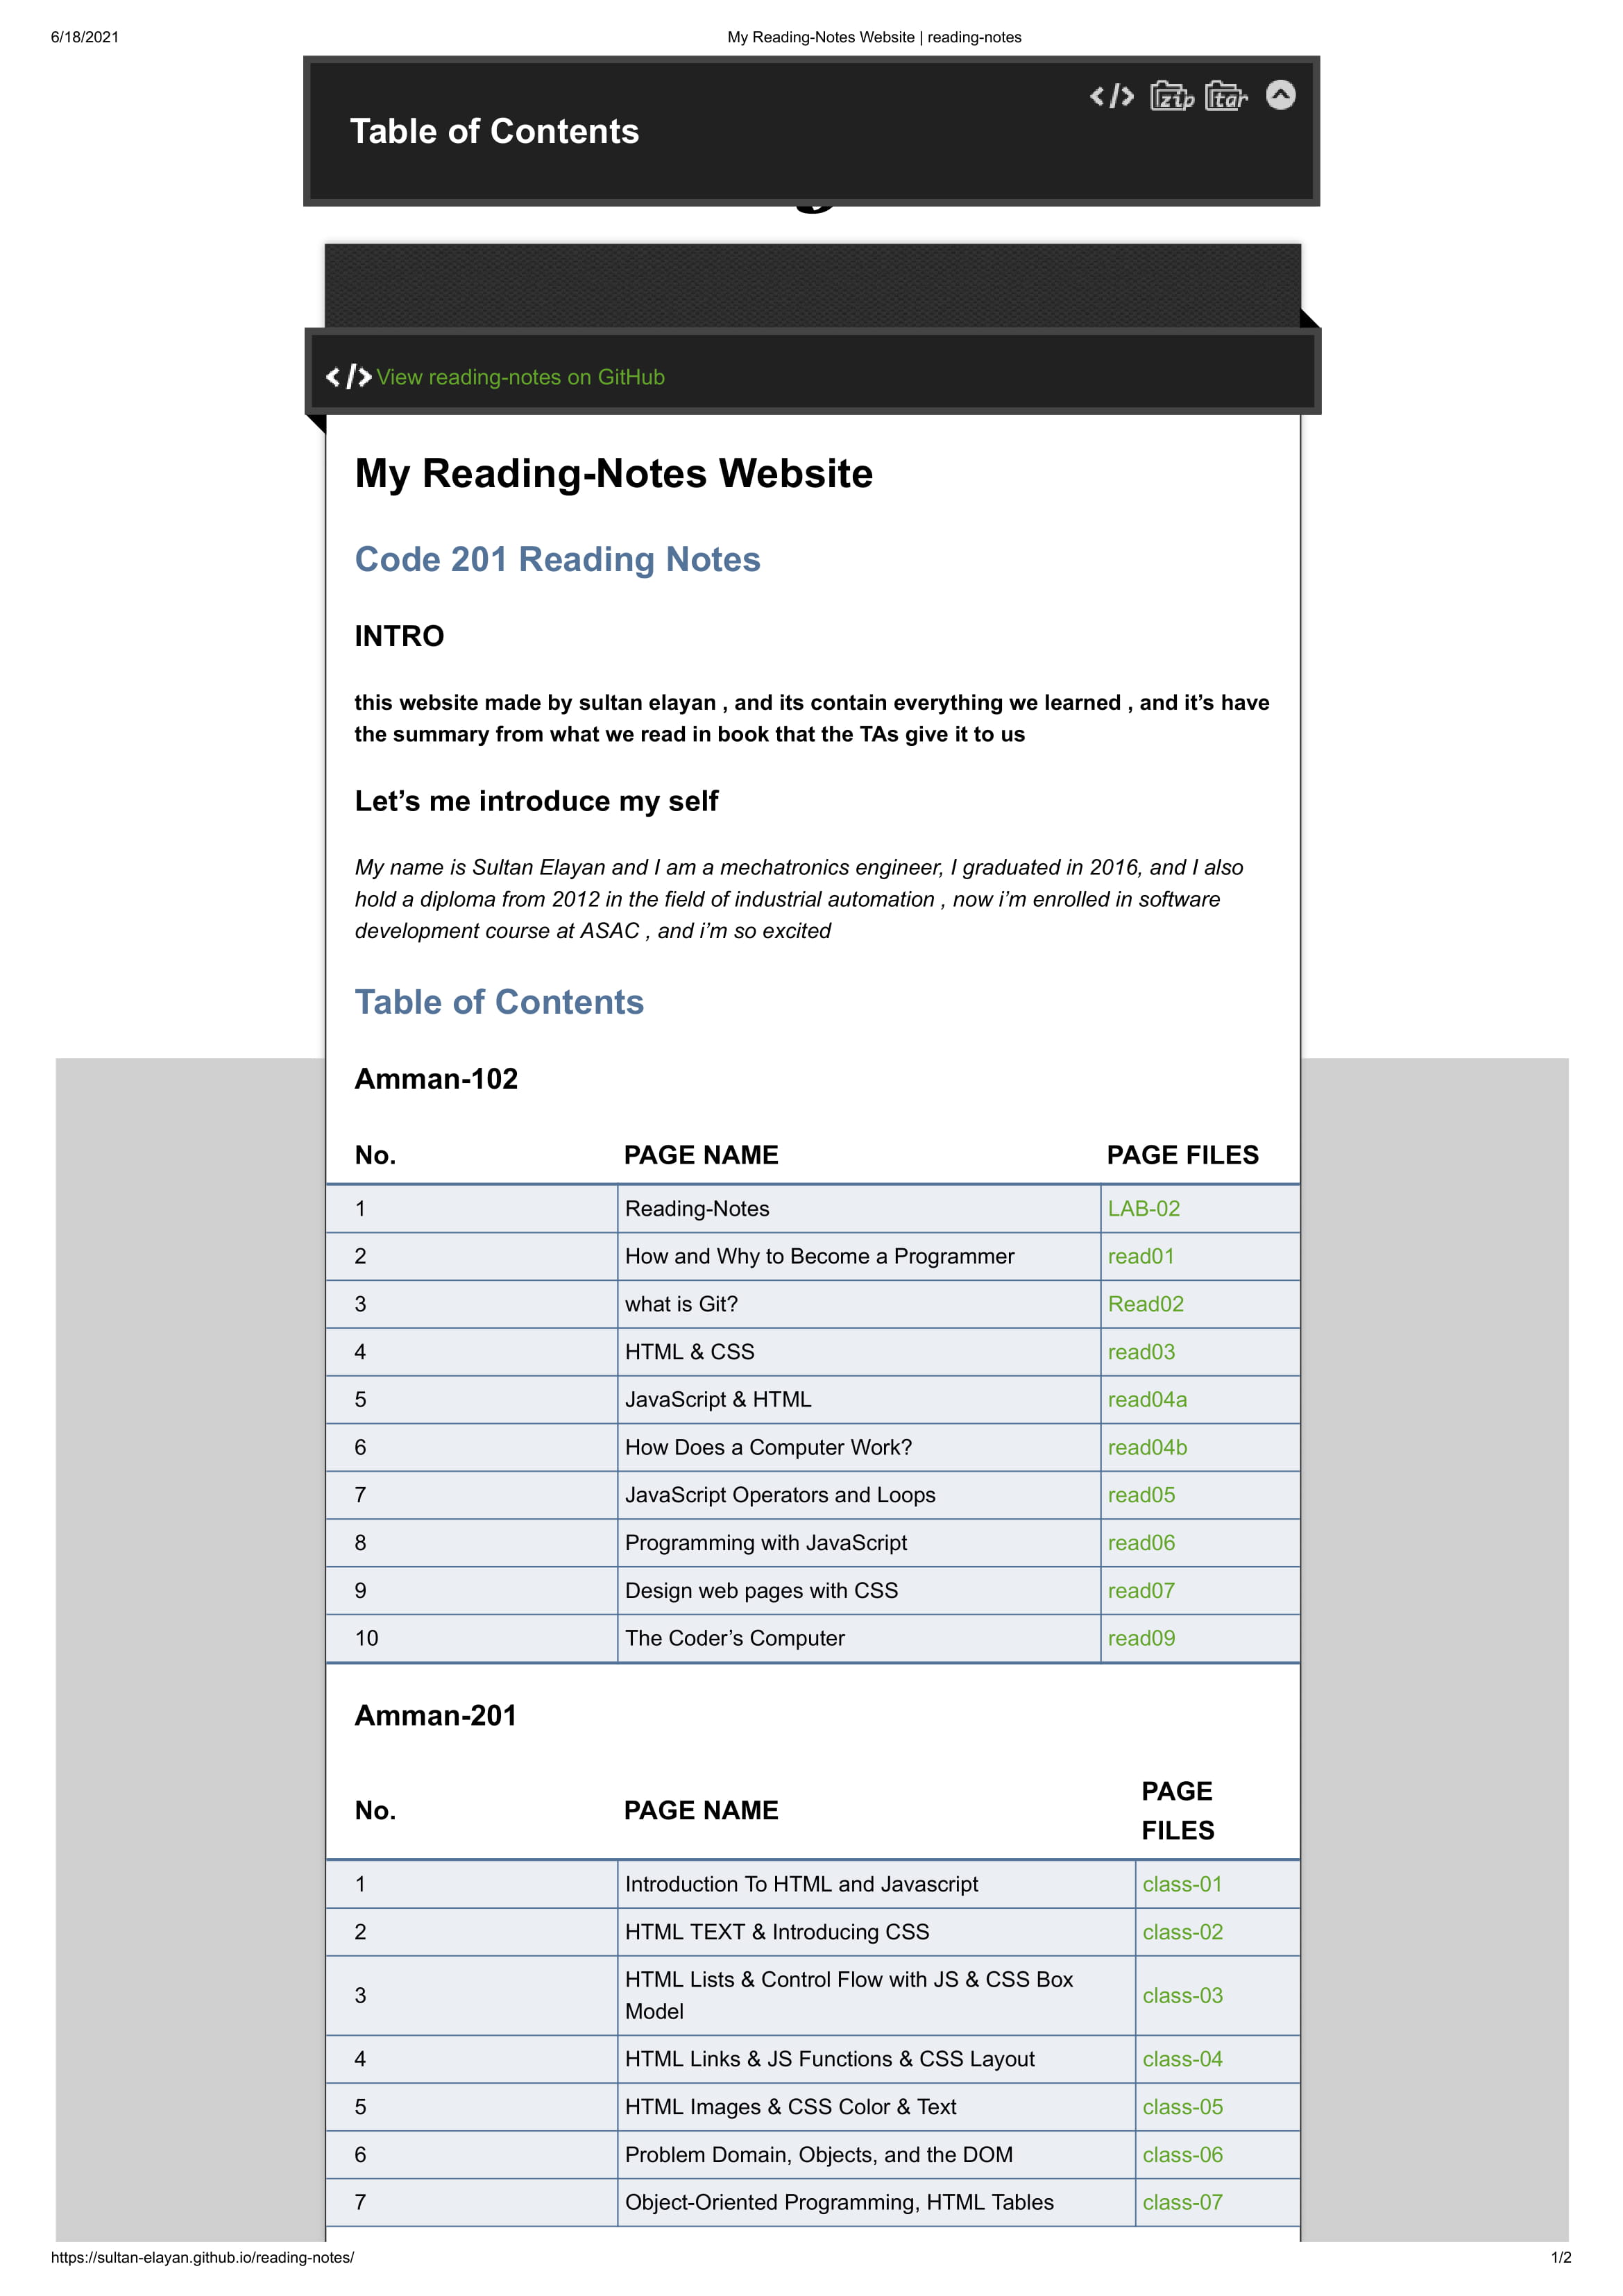 6/18/2021 My Reading-Notes Website | reading-notes
zip tar
Table of Contents
</> View reading-notes on GitHub
My Reading-Notes Website
Code 201 Reading Notes
INTRO
this website made by sultan elayan , and its contain everything we learned , and it’s have
the summary from what we read in book that the TAs give it to us
Let’s me introduce my self
My name is Sultan Elayan and I am a mechatronics engineer, I graduated in 2016, and I also
hold a diploma from 2012 in the field of industrial automation , now i’m enrolled in software
development course at ASAC , and i’m so excited
Table of Contents
Amman-102
No. PAGE NAME PAGE FILES
1 Reading-Notes LAB-02
2 How and Why to Become a Programmer read01
3 what is Git? Read02
4 HTML & CSS read03
5 JavaScript & HTML read04a
6 How Does a Computer Work? read04b
7 JavaScript Operators and Loops read05
8 Programming with JavaScript read06
9 Design web pages with CSS read07
10 The Coder’s Computer read09
Amman-201
No. PAGE NAME PAGE FILES
1 Introduction To HTML and Javascript class-01
2 HTML TEXT & Introducing CSS class-02
3 HTML Lists & Control Flow with JS & CSS Box
Model class-03
4 HTML Links & JS Functions & CSS Layout class-04
5 HTML Images & CSS Color & Text class-05
6 Problem Domain, Objects, and the DOM class-06
7 Object-Oriented Programming, HTML Tables class-07
https://sultan-elayan.github.io/reading-notes/ 1/2